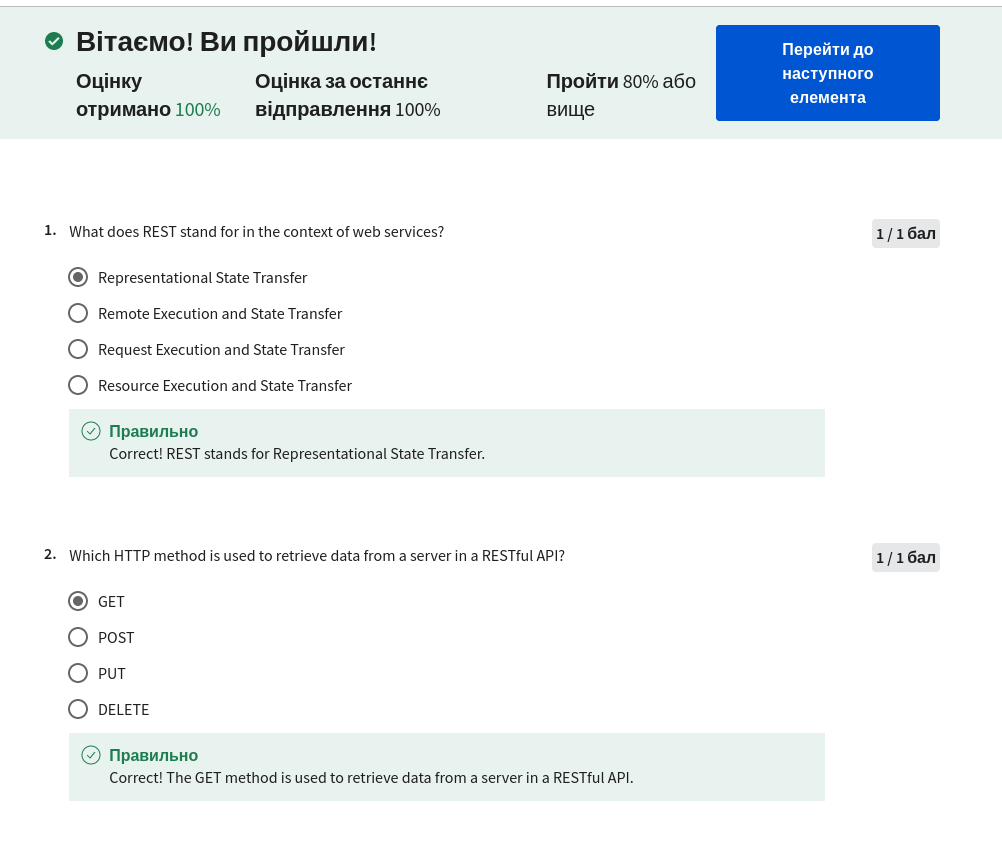 Вітаємо! Ви пройшли!
Оцінку отримано 100%
Оцінка за останнє відправлення 100%
Пройти 80% або вище
Перейти до наступного елемента
1. What does REST stand for in the context of web services?
1 / 1 бал
Representational State Transfer
Remote Execution and State Transfer
Request Execution and State Transfer
Resource Execution and State Transfer
Правильно
Correct! REST stands for Representational State Transfer.
2. Which HTTP method is used to retrieve data from a server in a RESTful API?
1 / 1 бал
GET
POST
PUT
DELETE
Правильно
Correct! The GET method is used to retrieve data from a server in a RESTful API.